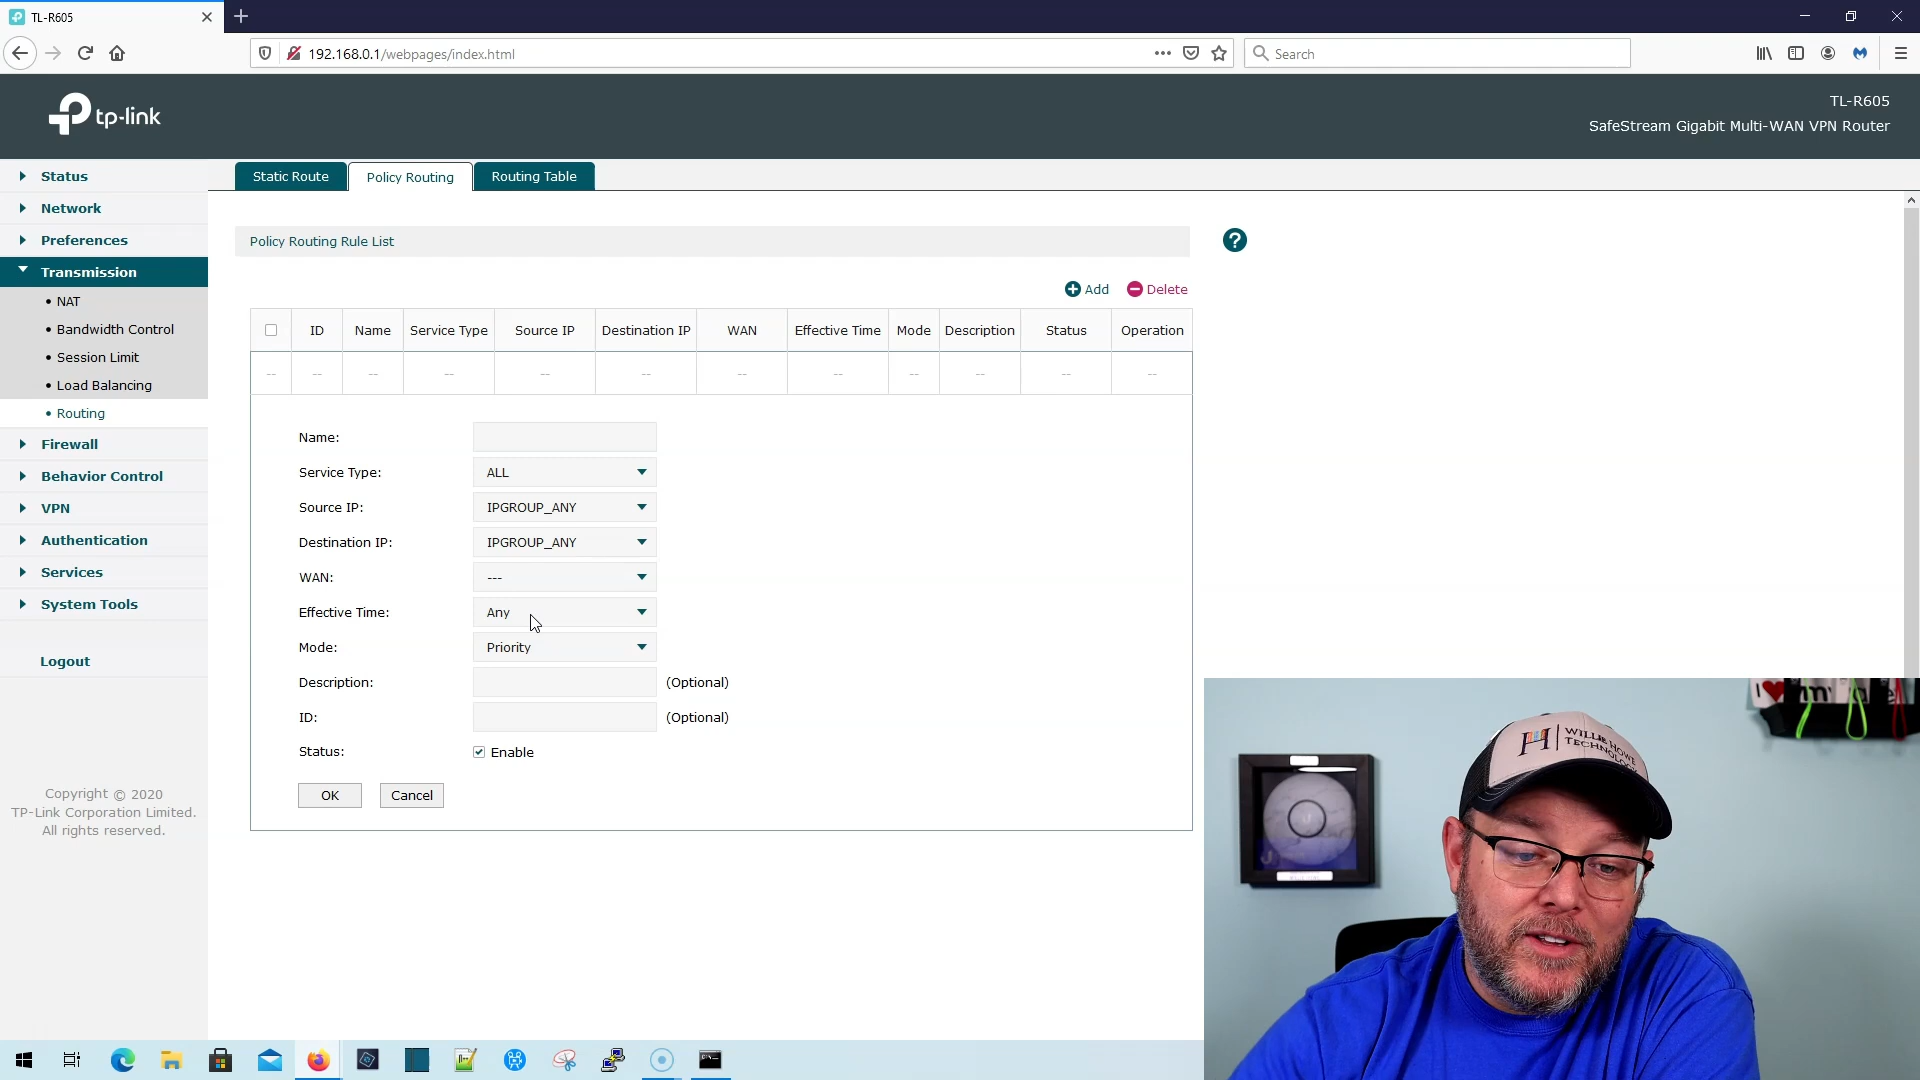 TL-R605
192.168.0.1/webpages/index.html
Search
tp-link
TL-R605
SafeStream Gigabit Multi-WAN VPN Router
Status
Network
Preferences
Transmission
• NAT
• Bandwidth Control
• Session Limit
• Load Balancing
• Routing
Firewall
Behavior Control
VPN
Authentication
Services
System Tools
Logout
Copyright © 2020
TP-Link Corporation Limited.
All rights reserved.
Static Route
Policy Routing
Routing Table
Policy Routing Rule List
?
Add
Delete
ID Name Service Type Source IP Destination IP WAN Effective Time Mode Description Status Operation
-- -- -- -- -- -- -- -- -- -- -- --
Name:
Service Type: ALL
Source IP: IPGROUP_ANY
Destination IP: IPGROUP_ANY
WAN: ---
Effective Time: Any
Mode: Priority
Description: (Optional)
ID: (Optional)
Status: Enable
OK Cancel
H WILLIE HOWE
TECHNOLOGY